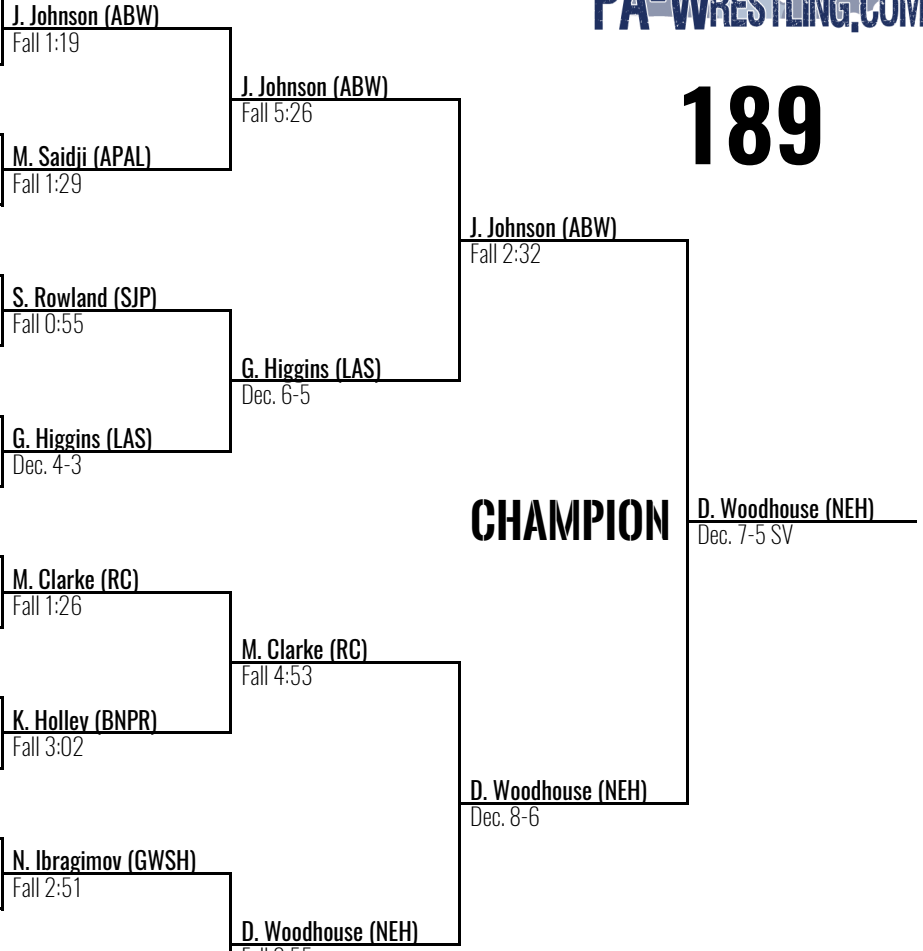 J. Johnson (ABW)
Fall 1:19
PA-WRESTLING.COM
J. Johnson (ABW)
Fall 5:26
189
M. Saidji (APAL)
Fall 1:29
J. Johnson (ABW)
Fall 2:32
S. Rowland (SJP)
Fall 0:55
G. Higgins (LAS)
Dec. 6-5
G. Higgins (LAS)
Dec. 4-3
CHAMPION
D. Woodhouse (NEH)
Dec. 7-5 SV
M. Clarke (RC)
Fall 1:26
M. Clarke (RC)
Fall 4:53
K. Holley (BNPR)
Fall 3:02
D. Woodhouse (NEH)
Dec. 8-6
N. Ibragimov (GWSH)
Fall 2:51
D. Woodhouse (NEH)